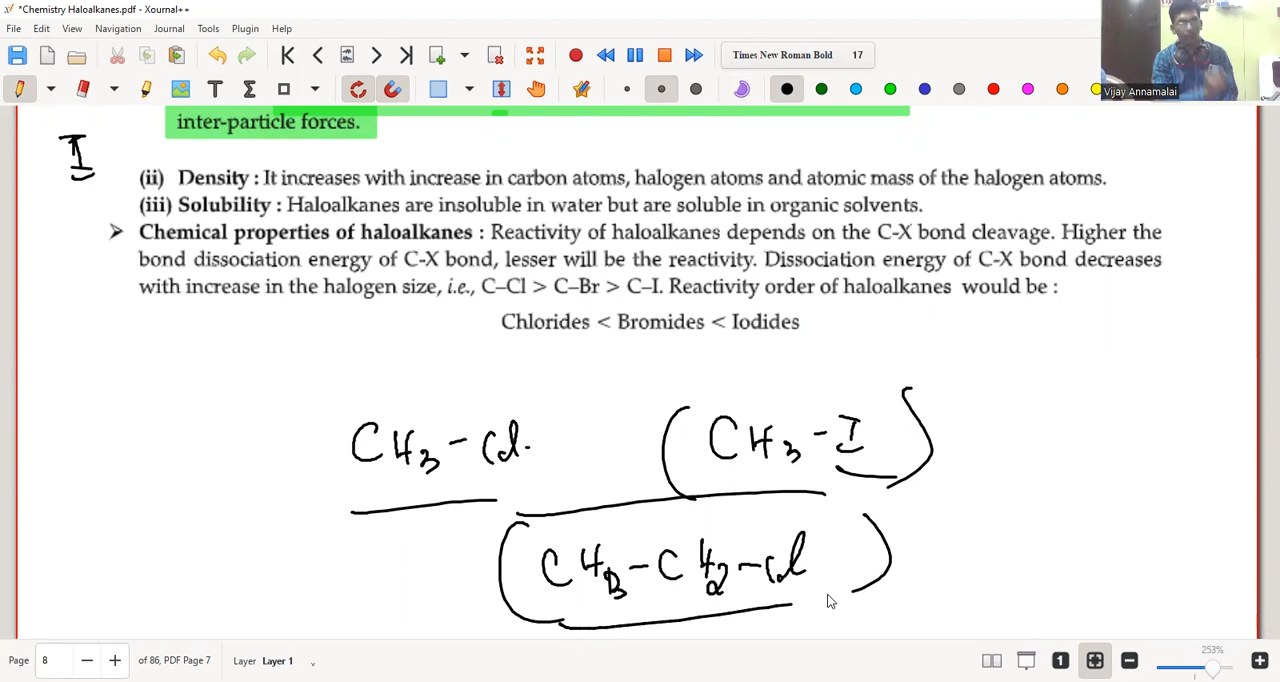 *Chemistry Haloalkanes.pdf - Xournal++
File Edit View Navigation Journal Tools Plugin Help
Times New Roman Bold 17
Vijay Annamalai
inter-particle forces.
I
(ii) Density : It increases with increase in carbon atoms, halogen atoms and atomic mass of the halogen atoms.
(iii) Solubility : Haloalkanes are insoluble in water but are soluble in organic solvents.
➤ Chemical properties of haloalkanes : Reactivity of haloalkanes depends on the C-X bond cleavage. Higher the
bond dissociation energy of C-X bond, lesser will be the reactivity. Dissociation energy of C-X bond decreases
with increase in the halogen size, i.e., C–Cl > C–Br > C–I. Reactivity order of haloalkanes would be :
Chlorides < Bromides < Iodides
CH3-Cl. (CH3-I)
(CH3-CH2-Cl)
Page 8 of 86, PDF Page 7 Layer Layer 1 1 253%